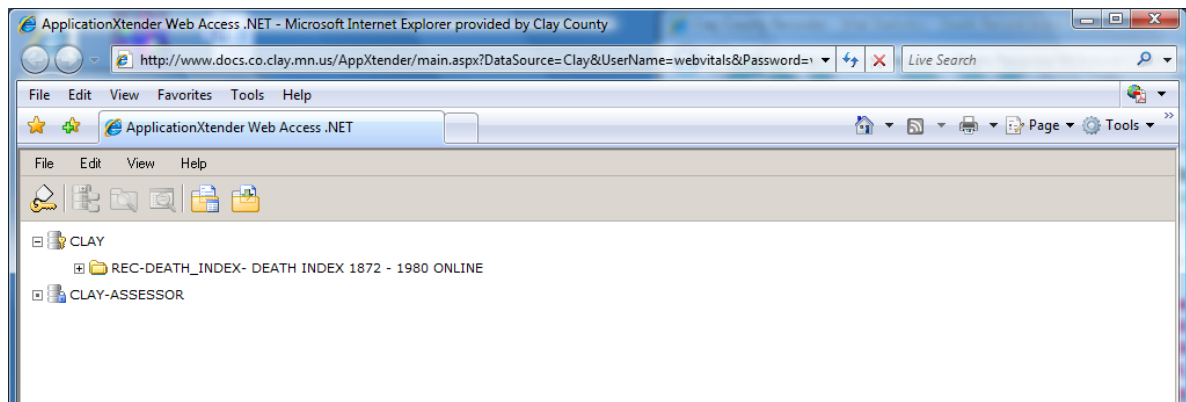 ApplicationXtender Web Access .NET - Microsoft Internet Explorer provided by Clay County
http://www.docs.co.clay.mn.us/AppXtender/main.aspx?DataSource=Clay&UserName=webvitals&Password=
Live Search
File Edit View Favorites Tools Help
ApplicationXtender Web Access .NET
Page Tools
File Edit View Help
CLAY
REC-DEATH_INDEX- DEATH INDEX 1872 - 1980 ONLINE
CLAY-ASSESSOR